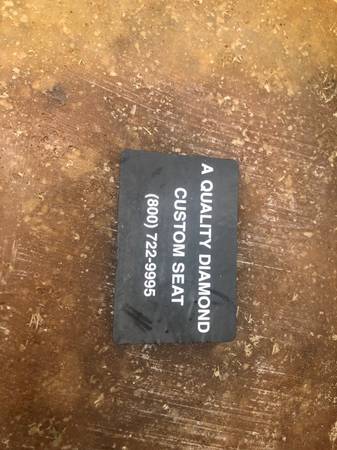 A QUALITY DIAMOND
CUSTOM SEAT
(800) 722-9995